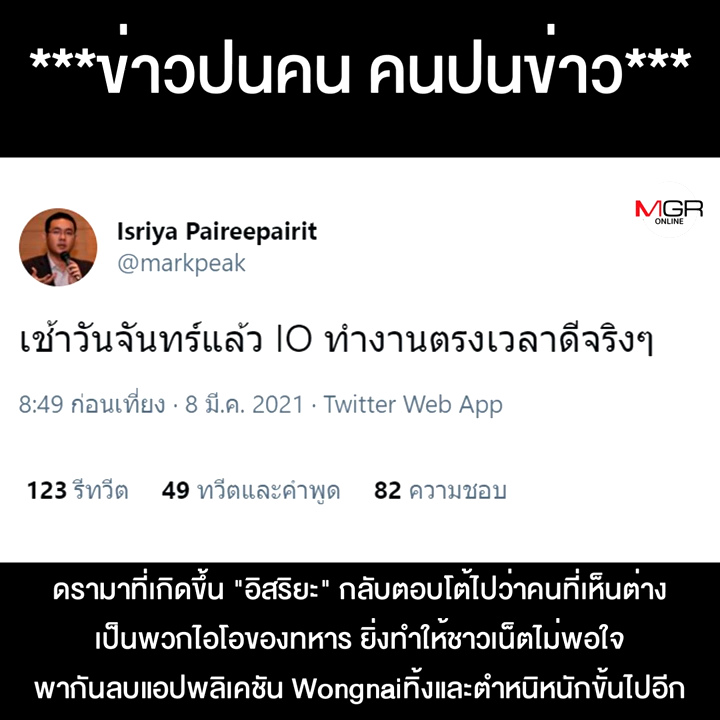 ***ข่าวปนคน คนปนข่าว***
MGR
ONLINE
Isriya Paireepairit
@markpeak
เช้าวันจันทร์แล้ว IO ทำงานตรงเวลาดีจริงๆ
8:49 ก่อนเที่ยง · 8 มี.ค. 2021 · Twitter Web App
123 รีทวีต 49 ทวีตและคำพูด 82 ความชอบ
ดรามาที่เกิดขึ้น "อิสริยะ" กลับตอบโต้ไปว่าคนที่เห็นต่าง
เป็นพวกไอโอของทหาร ยิ่งทำให้ชาวเน็ตไม่พอใจ
พากันลบแอปพลิเคชัน Wongnaiทิ้งและตำหนิหนักขั้นไปอีก